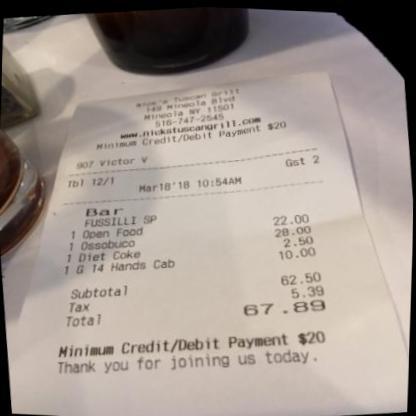 Nick's Tuscan Grill
149 Mineola Blvd
Mineola NY 11501
516-747-2545
www.nickstuscangrill.com
Minimum Credit/Debit Payment $20
907 Victor V
Tbl 12/1 Gst 2
Mar18'18 10:54AM
Bar
FUSSILLI SP
1 Open Food 22.00
1 Ossobuco 28.00
1 Diet Coke 2.50
1 G 14 Hands Cab 10.00
Subtotal 62.50
Tax 5.39
Total 67.89
Minimum Credit/Debit Payment $20
Thank you for joining us today.